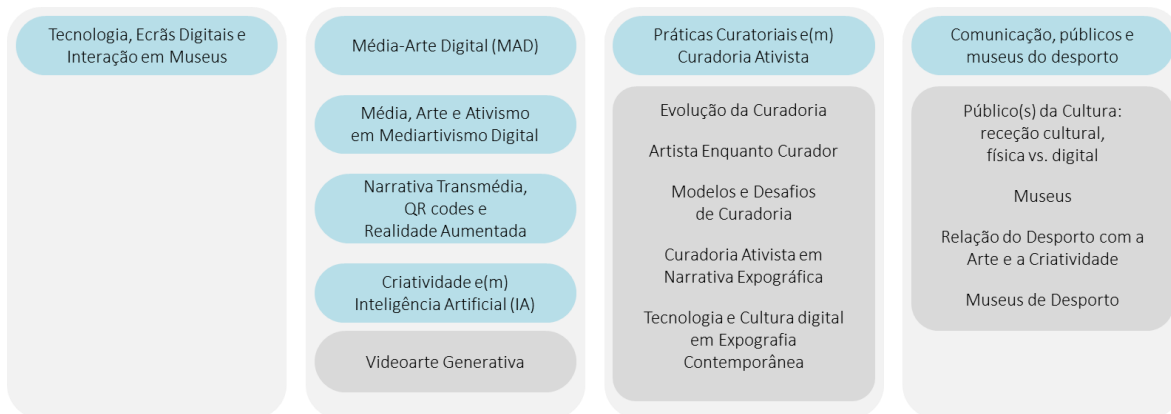 Tecnologia, Ecrãs Digitais e
Interação em Museus
Média-Arte Digital (MAD)
Média, Arte e Ativismo
em Mediartivismo Digital
Narrativa Transmédia,
QR codes e
Realidade Aumentada
Criatividade e(m)
Inteligência Artificial (IA)
Videoarte Generativa
Práticas Curatoriais e(m)
Curadoria Ativista
Evolução da Curadoria
Artista Enquanto Curador
Modelos e Desafios
de Curadoria
Curadoria Ativista em
Narrativa Expográfica
Tecnologia e Cultura digital
em Expografia
Contemporânea
Comunicação, públicos e
museus do desporto
Público(s) da Cultura:
receção cultural,
física vs. digital
Museus
Relação do Desporto com a
Arte e a Criatividade
Museus de Desporto